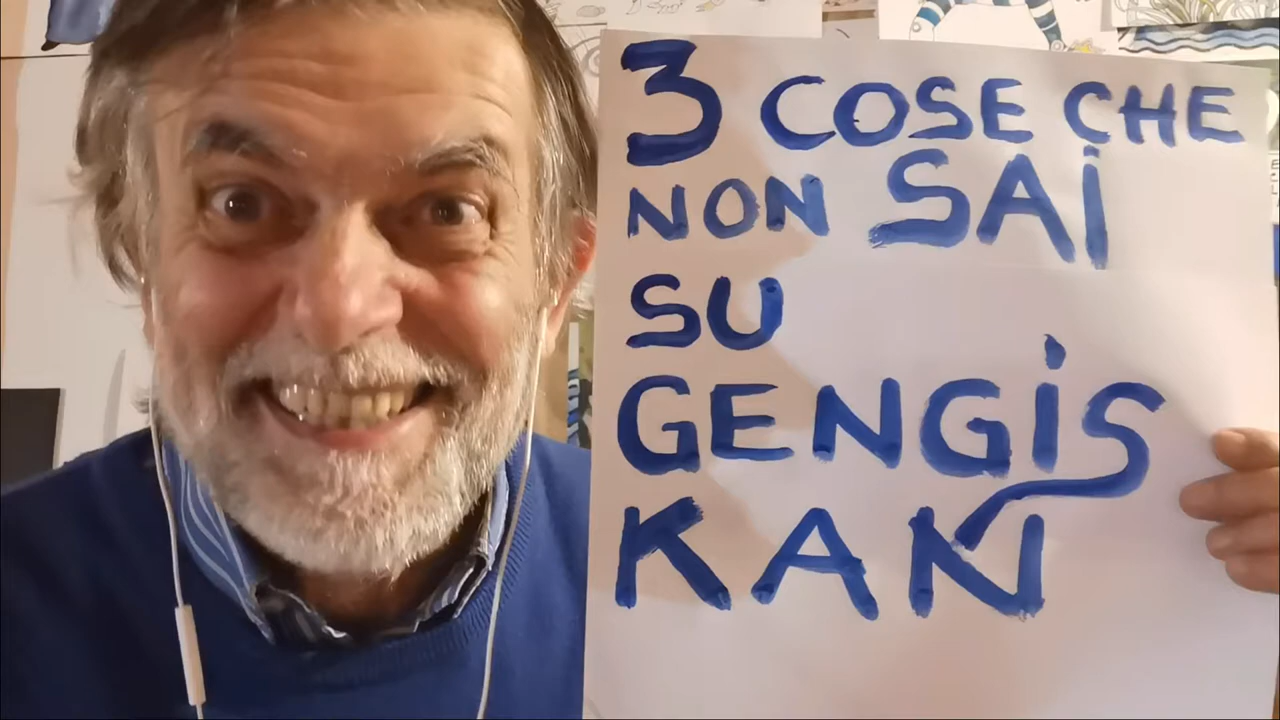 3 COSE CHE
NON SAi
SU
GENGiS
KAN